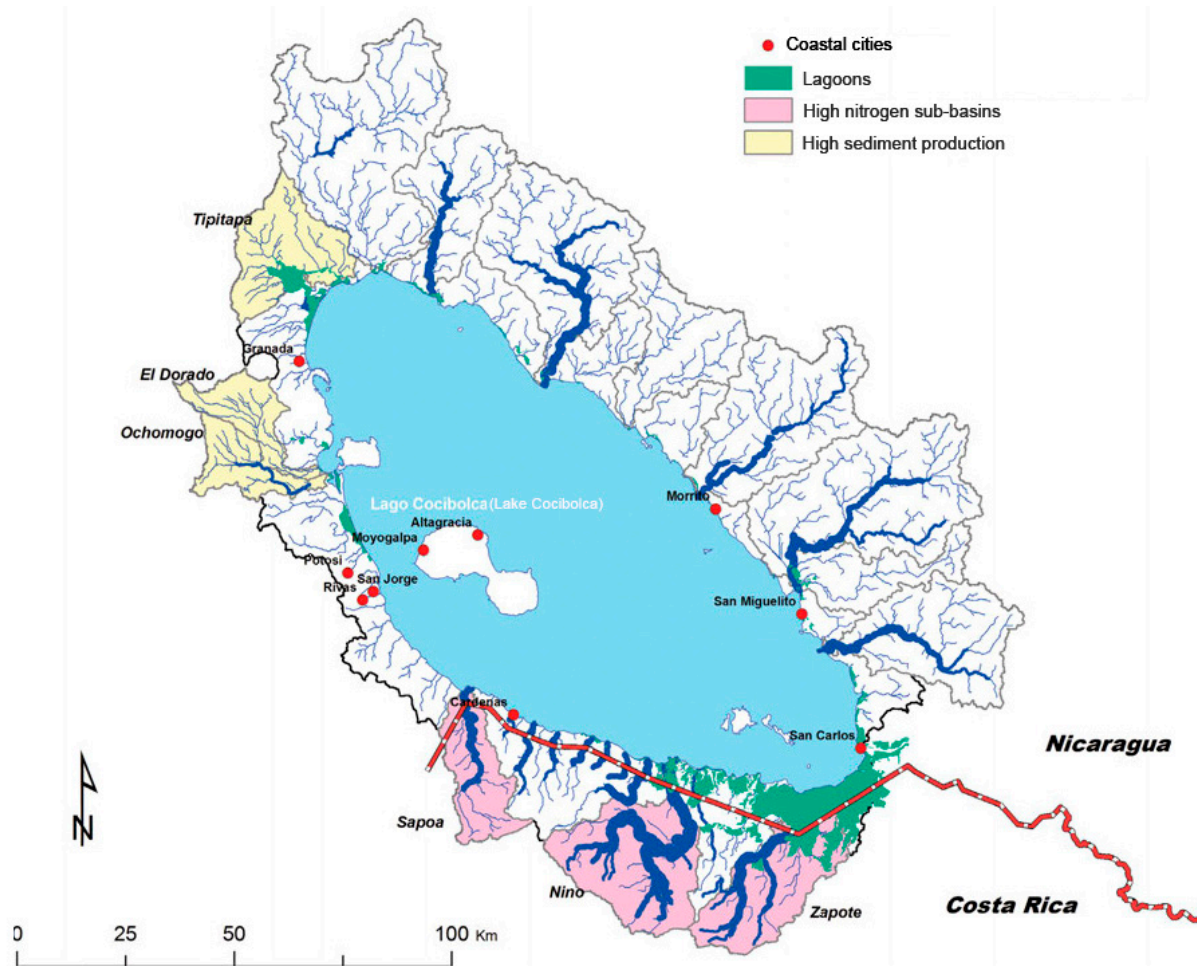 Coastal cities
Lagoons
High nitrogen sub-basins
High sediment production
Tipitapa
Granada
El Dorado
Ochomogo
Morrito
Lago Cocibolca (Lake Cocibolca)
Altagracia
Moyogalpa
Potosi
San Jorge
Rivas
San Miguelito
Cardenas
San Carlos
Nicaragua
N
Sapoa
Nino
Zapote
Costa Rica
0 25 50 100 Km